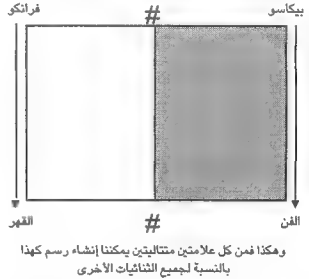 بيكاسو # فرانكو
الفن # القهر
وهكذا فمن كل علامتين متتاليتين يمكننا إنشاء رسم كهذا
بالنسبة لجميع الثنائيات الأخرى